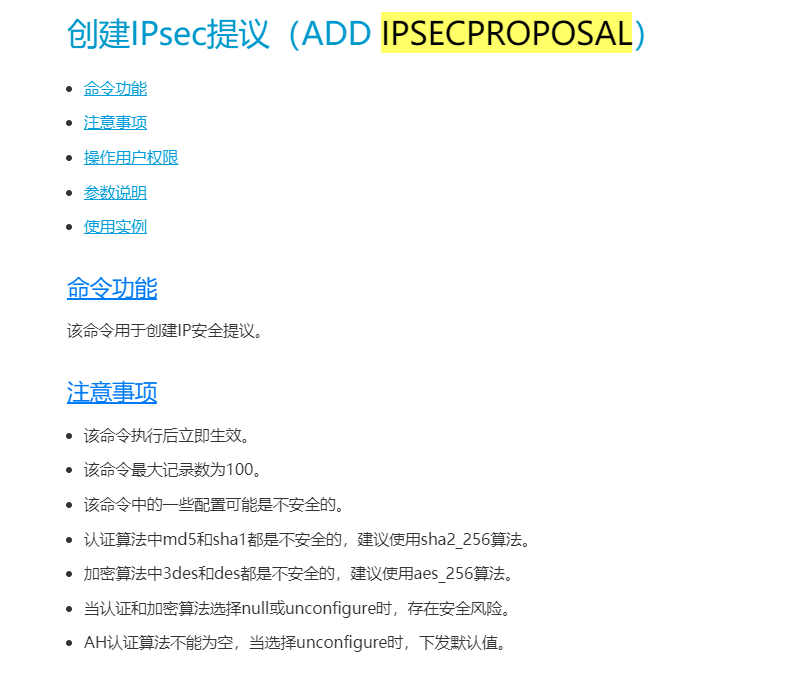 创建IPsec提议（ADD IPSECPROPOSAL）
命令功能
注意事项
操作用户权限
参数说明
使用实例
命令功能
该命令用于创建IP安全提议。
注意事项
该命令执行后立即生效。
该命令最大记录数为100。
该命令中的一些配置可能是不安全的。
认证算法中md5和sha1都是不安全的，建议使用sha2_256算法。
加密算法中3des和des都是不安全的，建议使用aes_256算法。
当认证和加密算法选择null或unconfigure时，存在安全风险。
AH认证算法不能为空，当选择unconfigure时，下发默认值。